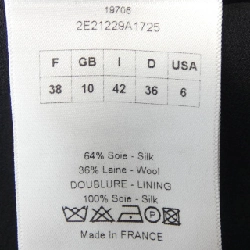 19708
2E21229A1725
F GB I D USA
38 10 42 36 6
64% Soie - Silk
36% Laine - Wool
DOUBLURE - LINING
100% Soie - Silk
Made In FRANCE